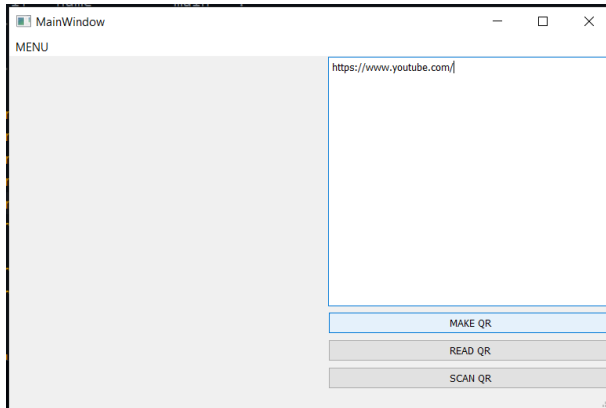 MainWindow
MENU
https://www.youtube.com/
MAKE QR
READ QR
SCAN QR